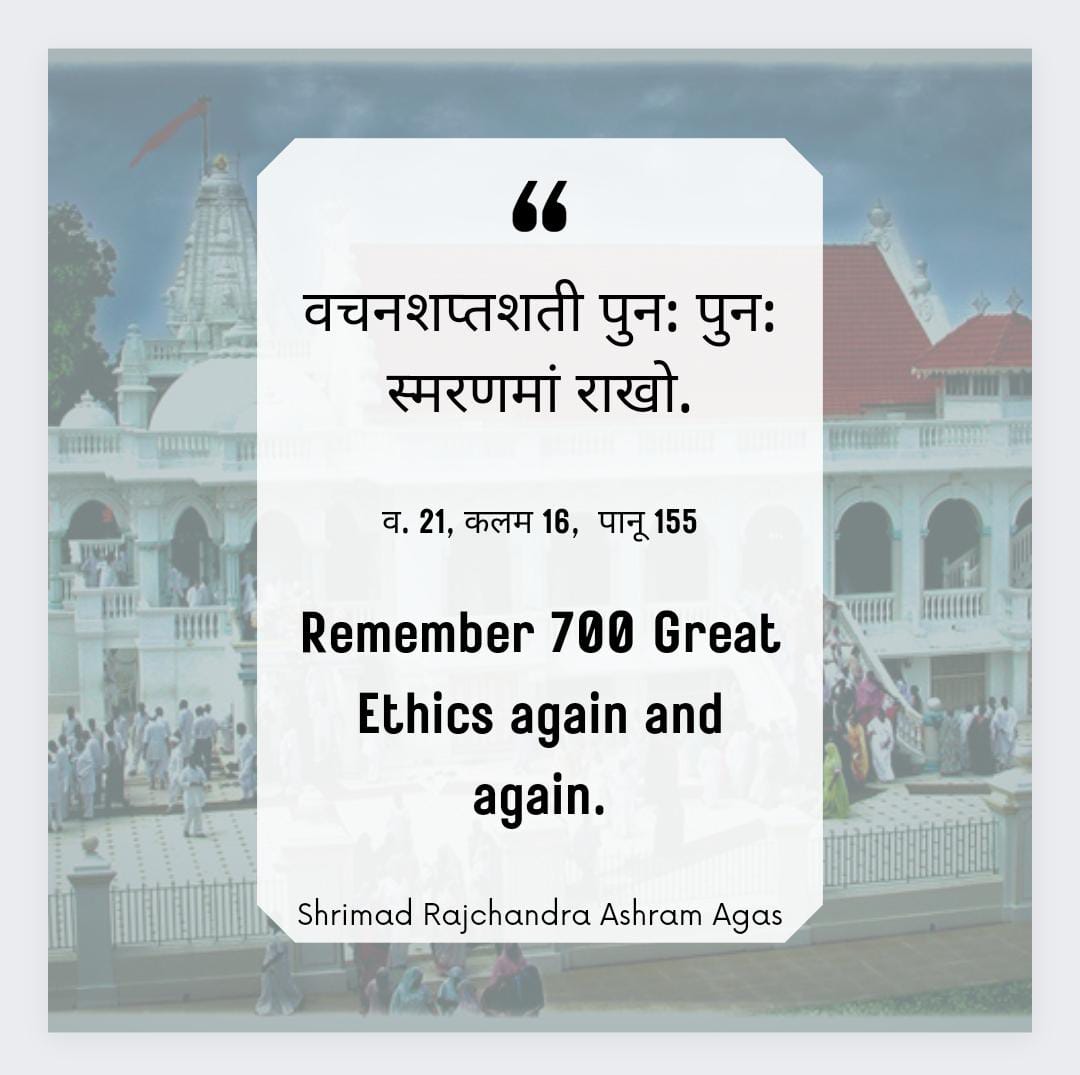 ❝
वचनशप्तशती पुन: पुन:
स्मरणमां राखो.
व. 21, कलम 16, पानू 155
Remember 700 Great
Ethics again and
again.
Shrimad Rajchandra Ashram Agas